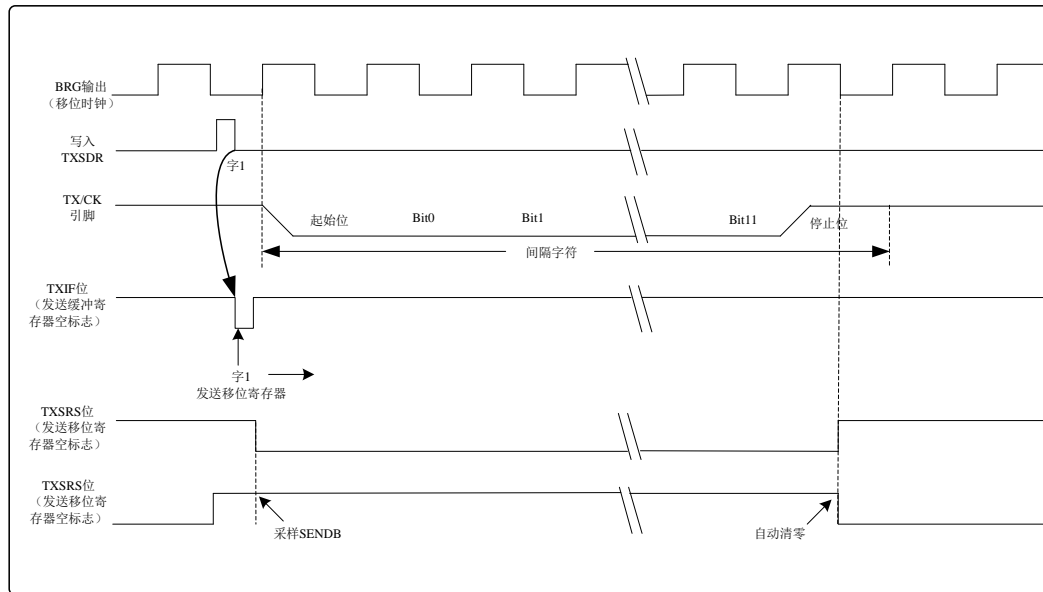 BRG输出
（移位时钟）
写入
TXSDR
字1
TX/CK
引脚
起始位
Bit0
Bit1
Bit11
停止位
间隔字符
TXIF位
（发送缓冲寄
存器空标志）
字1
发送移位寄存器
TXSRS位
（发送移位寄
存器空标志）
TXSRS位
（发送移位寄
存器空标志）
采样SENDB
自动清零